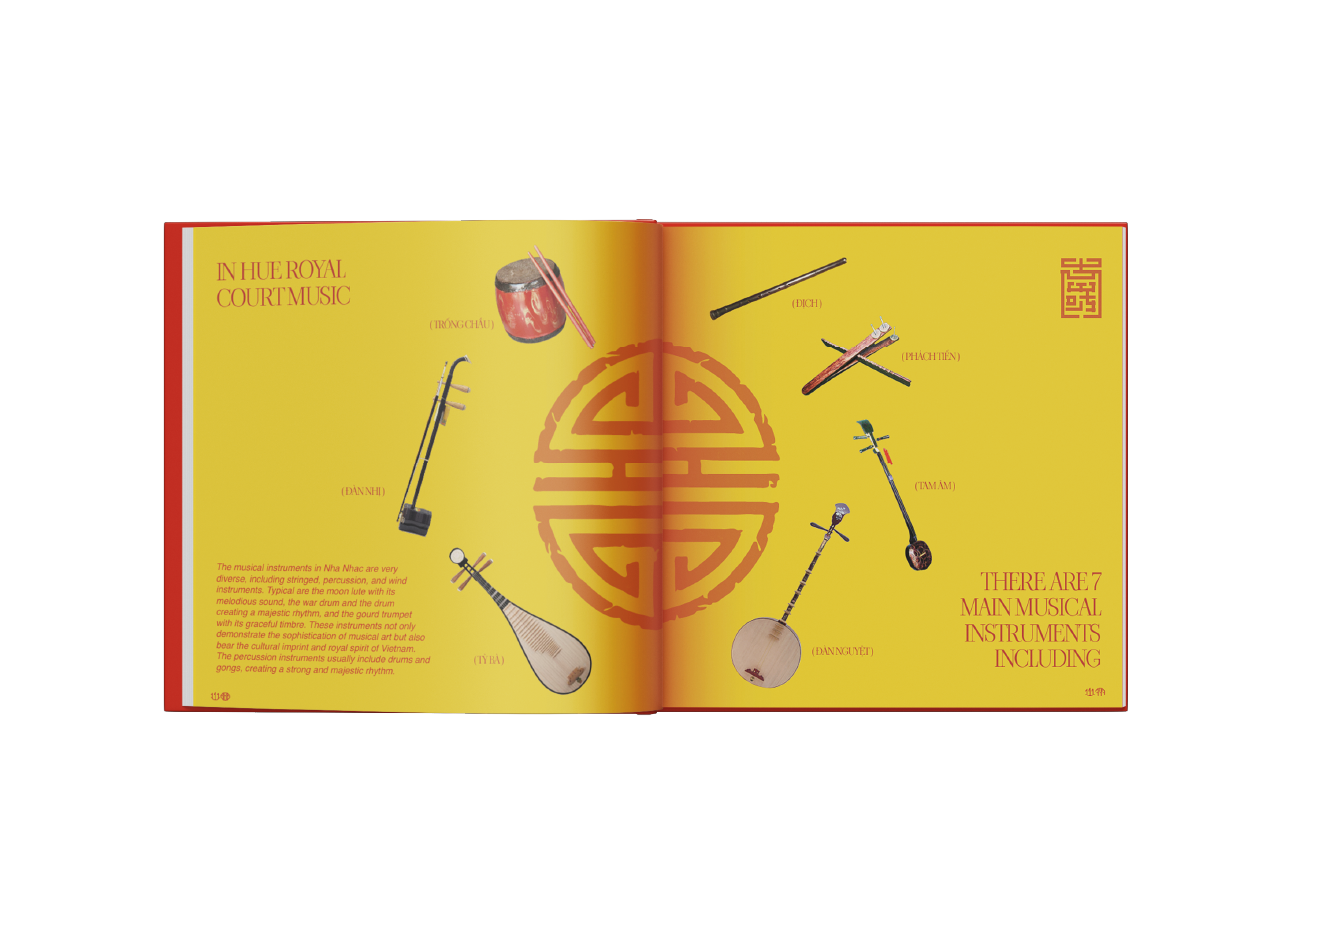 IN HUE ROYAL
COURT MUSIC
( TRỐNG CHẦU )
( ĐÀN NHỊ )
The musical instruments in Nha Nhac are very
diverse, including stringed, percussion, and wind
instruments. Typical are the moon lute with its
melodious sound, the war drum and the drum
creating a majestic rhythm, and the gourd trumpet
with its graceful timbre. These instruments not only
demonstrate the sophistication of musical art but also
bear the cultural imprint and royal spirit of Vietnam.
The percussion instruments usually include drums and
gongs, creating a strong and majestic rhythm.
( TỲ BÀ )
( ĐỊCH )
( PHÁCH TIỀN )
( TAM ÂM )
( ĐÀN NGUYỆT )
THERE ARE 7
MAIN MUSICAL
INSTRUMENTS
INCLUDING